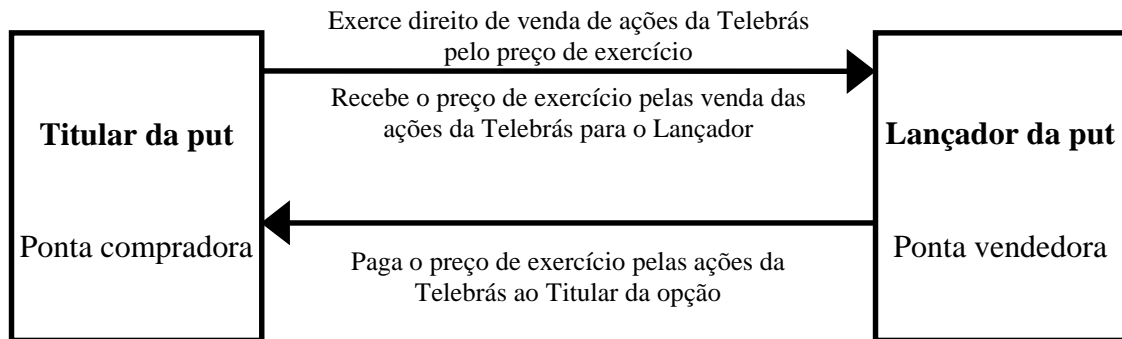 Exerce direito de venda de ações da Telebrás
pelo preço de exercício
Recebe o preço de exercício pelas venda das
ações da Telebrás para o Lançador
Titular da put
Lançador da put
Ponta compradora
Ponta vendedora
Paga o preço de exercício pelas ações da
Telebrás ao Titular da opção